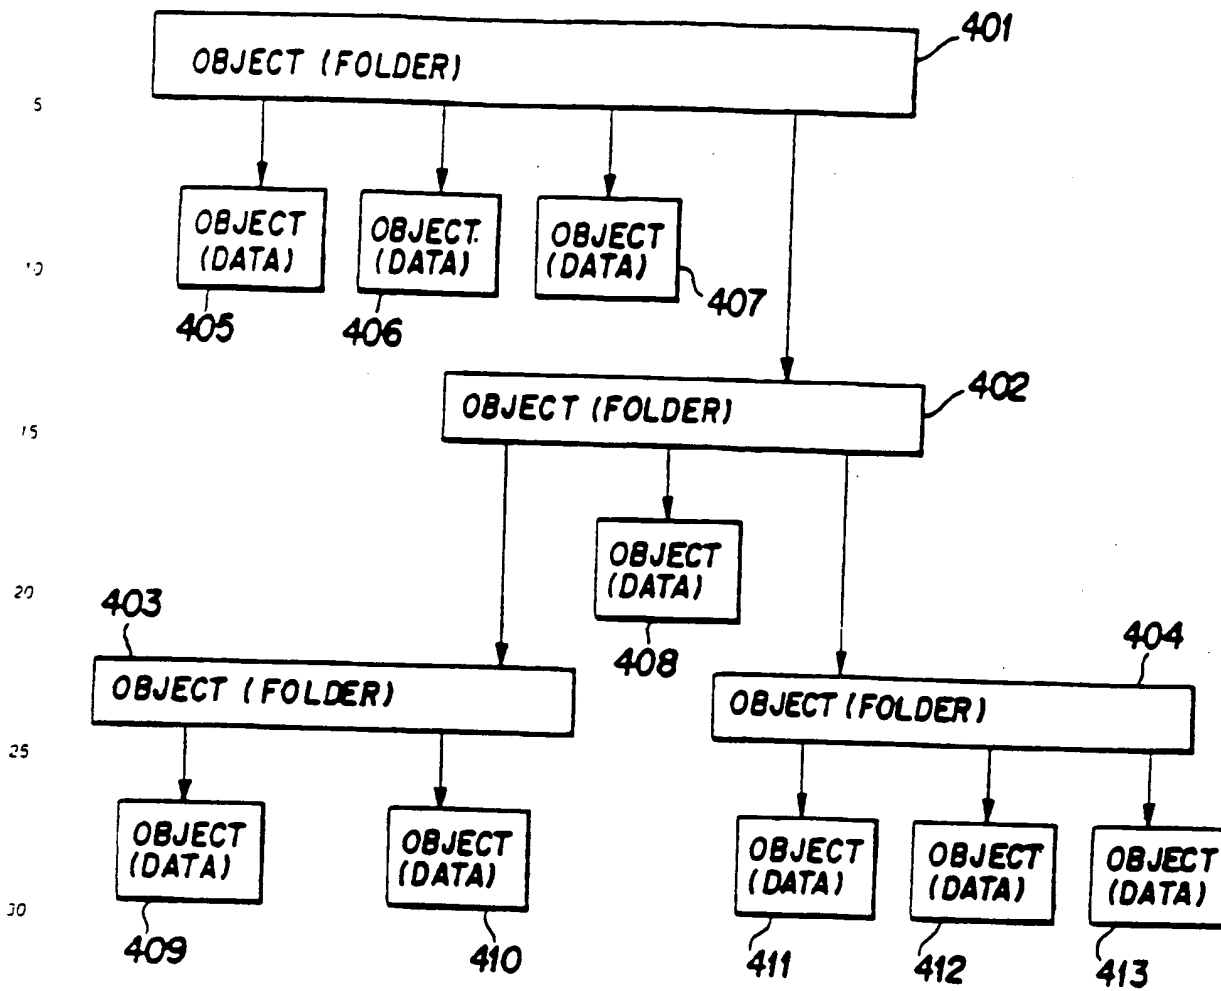 401
OBJECT (FOLDER)
5
OBJECT
(DATA)
OBJECT
(DATA)
OBJECT
(DATA)
10
405
406
407
402
OBJECT (FOLDER)
15
OBJECT
(DATA)
20
403
408
404
OBJECT (FOLDER)
OBJECT (FOLDER)
25
OBJECT
(DATA)
OBJECT
(DATA)
OBJECT
(DATA)
OBJECT
(DATA)
OBJECT
(DATA)
30
409
410
411
412
413